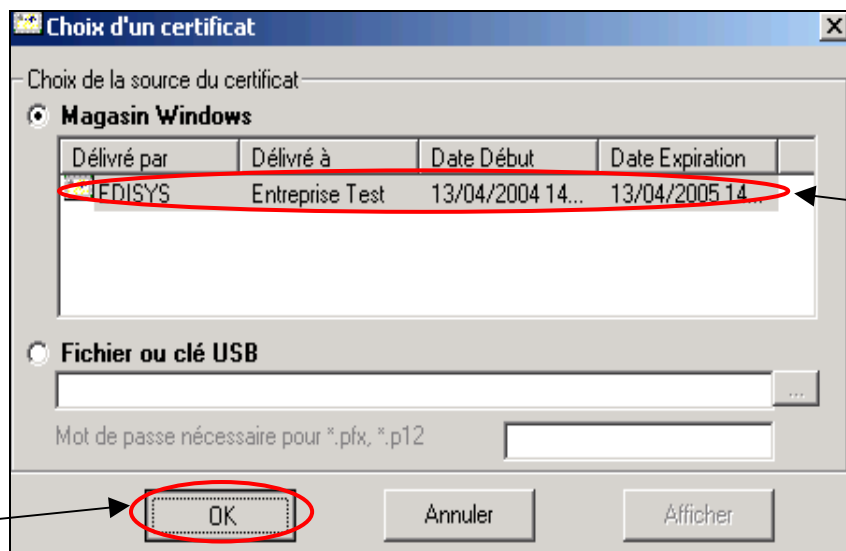 Choix d'un certificat
Choix de la source du certificat
Magasin Windows
Délivré par Délivré à Date Début Date Expiration
EDISYS Entreprise Test 13/04/2004 14... 13/04/2005 14...
Fichier ou clé USB
...
Mot de passe nécessaire pour *.pfx, *.p12
OK Annuler Afficher